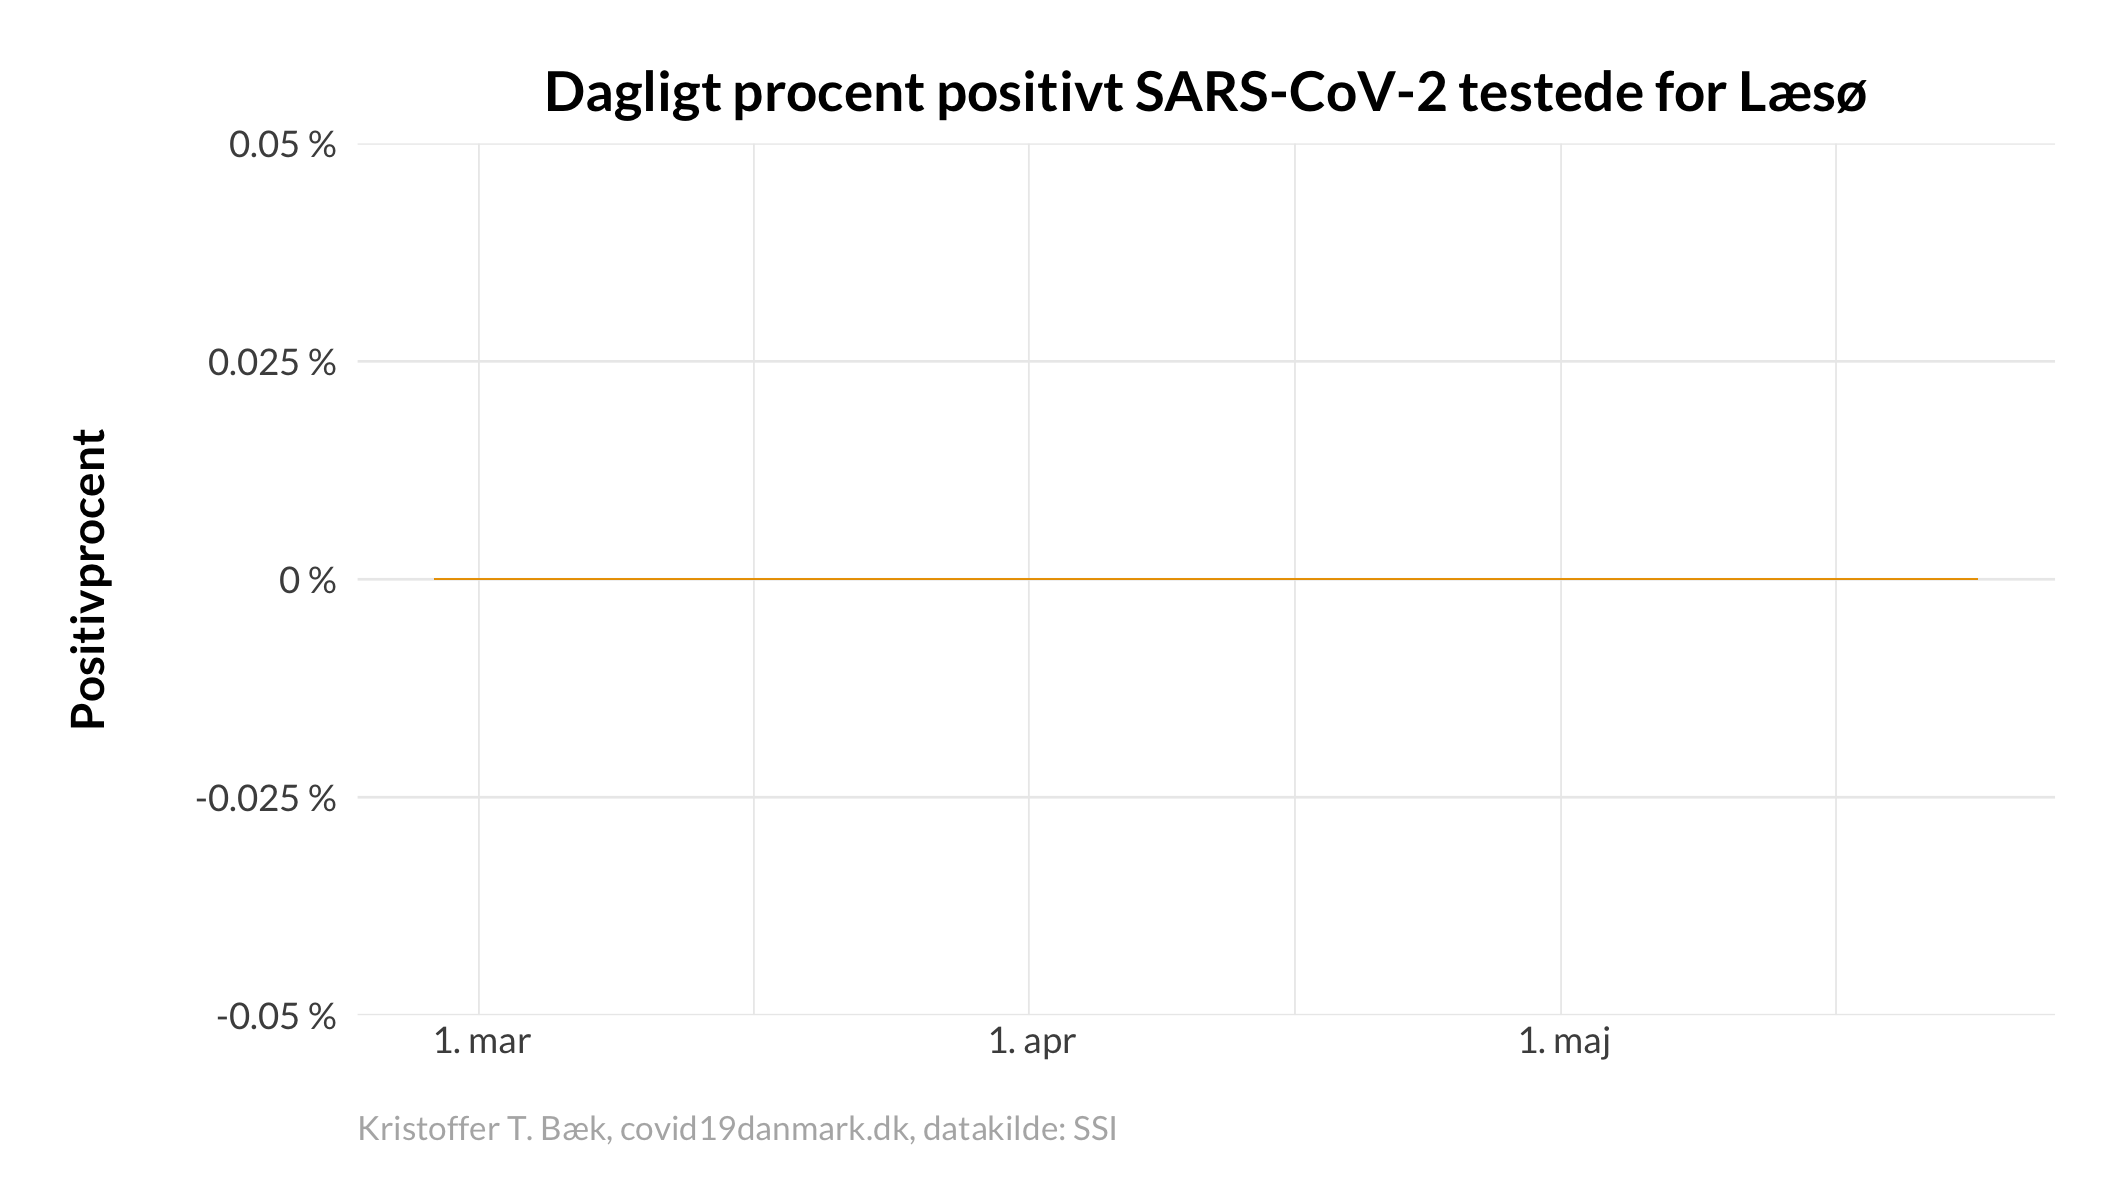 Dagligt procent positivt SARS-CoV-2 testede for Læsø
0.05 %
0.025 %
0 %
-0.025 %
-0.05 %
Positivprocent
1. mar
1. apr
1. maj
Kristoffer T. Bæk, covid19danmark.dk, datakilde: SSI